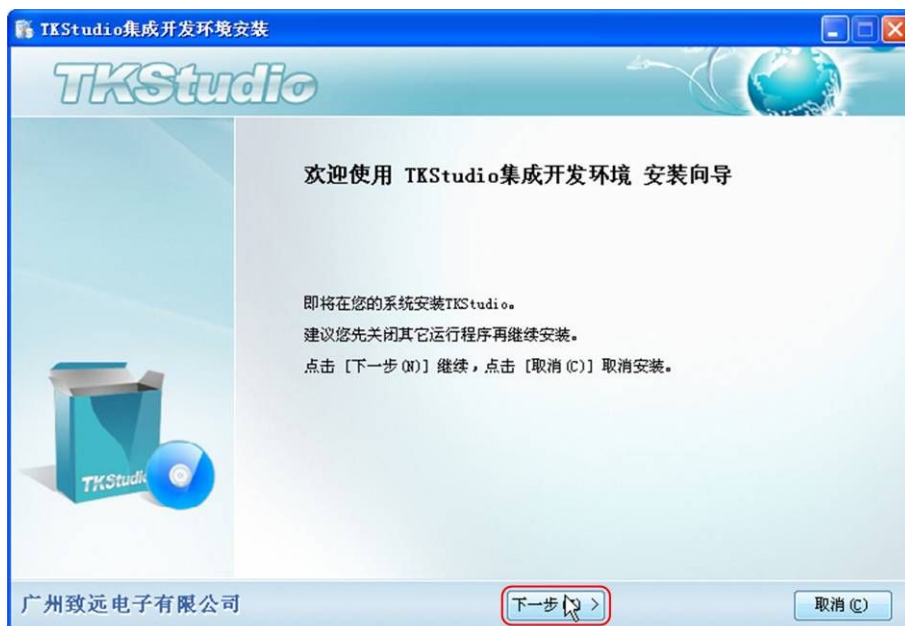 TKStudio集成开发环境安装
TKStudio
欢迎使用 TKStudio集成开发环境 安装向导
即将在您的系统安装TKStudio。
建议您先关闭其它运行程序再继续安装。
点击 [下一步(N)] 继续，点击 [取消(C)] 取消安装。
TKStudio
广州致远电子有限公司
下一步 >
取消(C)